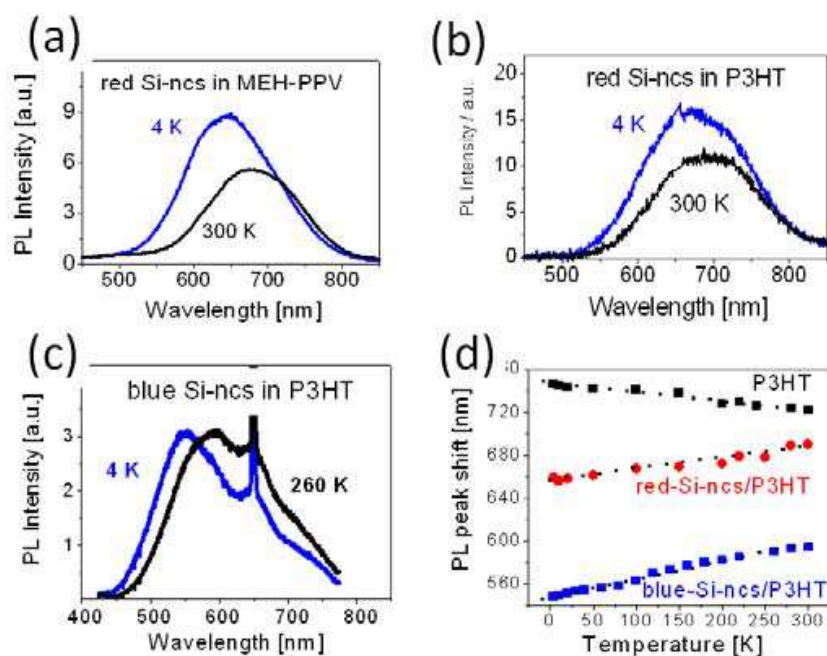 (a)
red Si-ncs in MEH-PPV
4 K
300 K
PL Intensity [a.u.]
9
6
3
0
500
600
700
800
Wavelength [nm]
(b)
red Si-ncs in P3HT
4 K
300 K
PL Intensity / a.u.
20
15
10
5
0
500
600
700
800
Wavelength [nm]
(c)
blue Si-ncs in P3HT
4 K
260 K
PL Intensity [a.u.]
3
2
1
400
500
600
700
800
Wavelength [nm]
(d)
P3HT
red-Si-ncs/P3HT
blue-Si-ncs/P3HT
PL peak shift [nm]
720
680
640
600
560
0
50
100
150
200
250
300
Temperature [K]